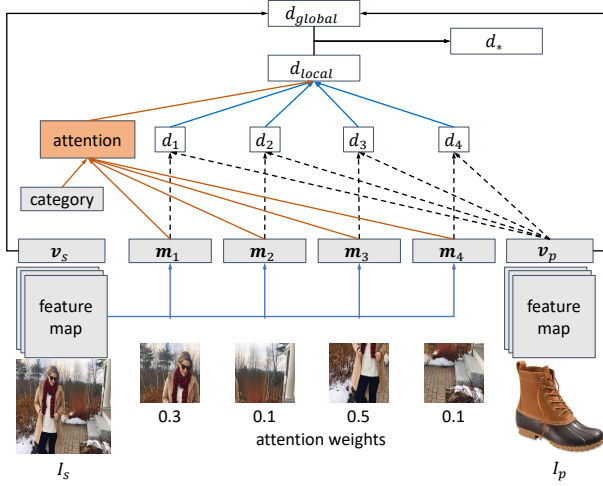 d_global
d_*
d_local
attention
d_1
d_2
d_3
d_4
category
v_s
m_1
m_2
m_3
m_4
v_p
feature
map
feature
map
0.3
0.1
0.5
0.1
attention weights
I_s
I_p